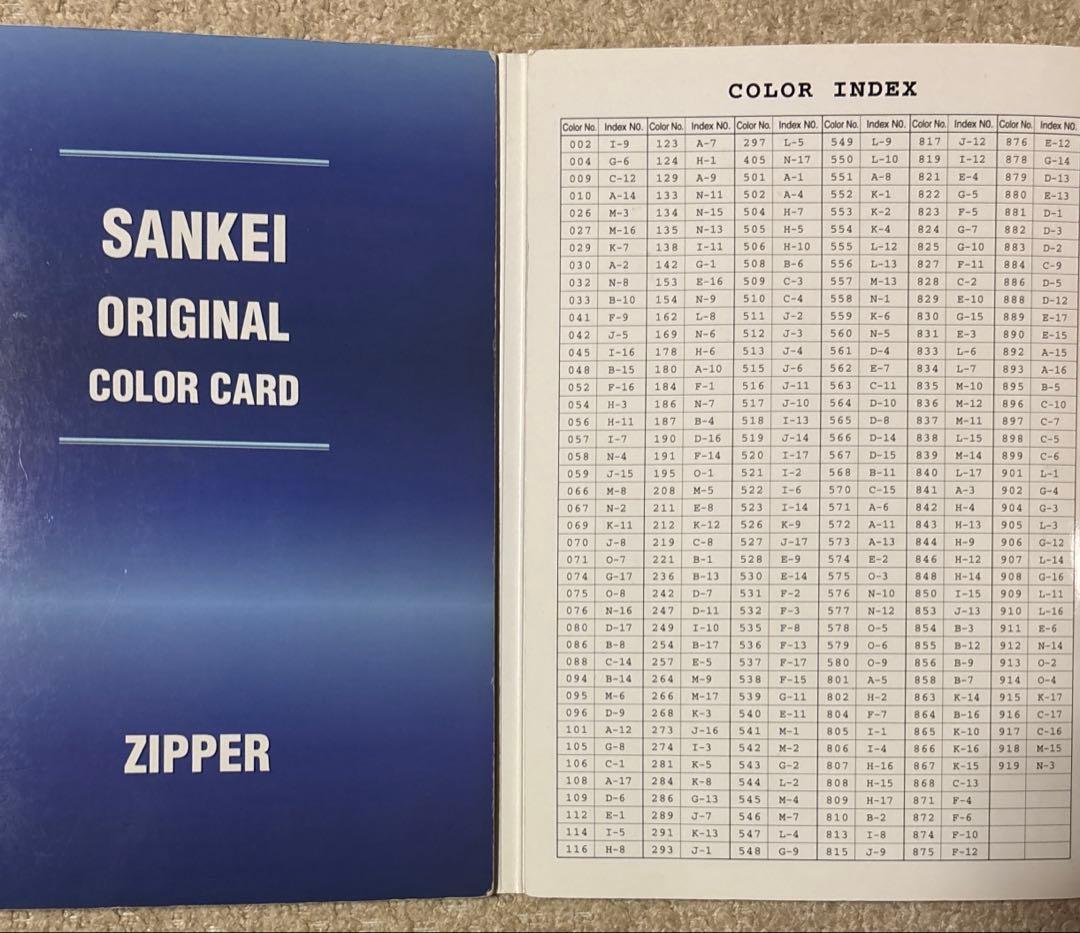 SANKEI
ORIGINAL
COLOR CARD
ZIPPER
COLOR INDEX
Color No. Index NO. Color No. Index NO. Color No. Index NO. Color No. Index NO. Color No. Index NO. Color No. Index NO.
002 I-9 123 A-7 297 L-5 549 L-9 817 J-12 876 E-12
004 G-6 124 H-1 405 N-17 550 L-10 819 I-12 878 G-14
009 C-12 129 A-9 501 A-1 551 A-8 821 E-4 879 D-13
010 A-14 133 N-11 502 A-4 552 K-1 822 G-5 880 E-13
026 M-3 134 N-15 504 H-7 553 K-2 823 F-5 881 D-1
027 M-16 135 N-13 505 H-5 554 K-4 824 G-7 882 D-3
029 K-7 138 I-11 506 H-10 555 L-12 825 G-10 883 D-2
030 A-2 142 G-1 508 B-6 556 L-13 827 F-11 884 C-9
032 N-8 153 E-16 509 C-3 557 M-13 828 C-2 886 D-5
033 B-10 154 N-9 510 C-4 558 N-1 829 E-10 888 D-12
041 F-9 162 L-8 511 J-2 559 K-6 830 G-15 889 E-17
042 J-5 169 N-6 512 J-3 560 N-5 831 E-3 890 E-15
045 I-16 178 H-6 513 J-4 561 D-4 833 L-6 892 A-15
048 B-15 180 A-10 515 J-6 562 E-7 834 L-7 893 A-16
052 F-16 184 F-1 516 J-11 563 C-11 835 M-10 895 B-5
054 H-3 186 N-7 517 J-10 564 D-10 836 M-12 896 C-10
056 H-11 187 B-4 518 I-13 565 D-8 837 M-11 897 C-7
057 I-7 190 D-16 519 J-14 566 D-14 838 L-15 898 C-5
058 N-4 191 F-14 520 I-17 567 D-15 839 M-14 899 C-6
059 J-15 195 O-1 521 I-2 568 B-11 840 L-17 901 L-1
066 M-8 208 M-5 522 I-6 570 C-15 841 A-3 902 G-4
067 N-2 211 E-8 523 I-14 571 A-6 842 H-4 904 G-3
069 K-11 212 K-12 526 K-9 572 A-11 843 H-13 905 L-3
070 J-8 219 C-8 527 J-17 573 A-13 844 H-9 906 G-12
071 O-7 221 B-1 528 E-9 574 E-2 846 H-12 907 L-14
074 G-17 236 B-13 530 E-14 575 O-3 848 H-14 908 G-16
075 O-8 242 D-7 531 F-2 576 N-10 850 I-15 909 L-11
076 N-16 247 D-11 532 F-3 577 N-12 853 J-13 910 L-16
080 D-17 249 I-10 535 F-8 578 O-5 854 B-3 911 E-6
086 B-8 254 B-17 536 F-13 579 O-6 855 B-12 912 N-14
088 C-14 257 E-5 537 F-17 580 O-9 856 B-9 913 O-2
094 B-14 264 M-9 538 F-15 801 A-5 858 B-7 914 O-4
095 M-6 266 M-17 539 G-11 802 H-2 863 K-14 915 K-17
096 D-9 268 K-3 540 E-11 804 F-7 864 B-16 916 C-17
101 A-12 273 J-16 541 M-1 805 I-1 865 K-10 917 C-16
105 G-8 274 I-3 542 M-2 806 I-4 866 K-16 918 M-15
106 C-1 281 K-5 543 G-2 807 H-16 867 K-15 919 N-3
108 A-17 284 K-8 544 L-2 808 H-15 868 C-13
109 D-6 286 G-13 545 M-4 809 H-17 871 F-4
112 E-1 289 J-7 546 M-7 810 B-2 872 F-6
114 I-5 291 K-13 547 L-4 813 I-8 874 F-10
116 H-8 293 J-1 548 G-9 815 J-9 875 F-12